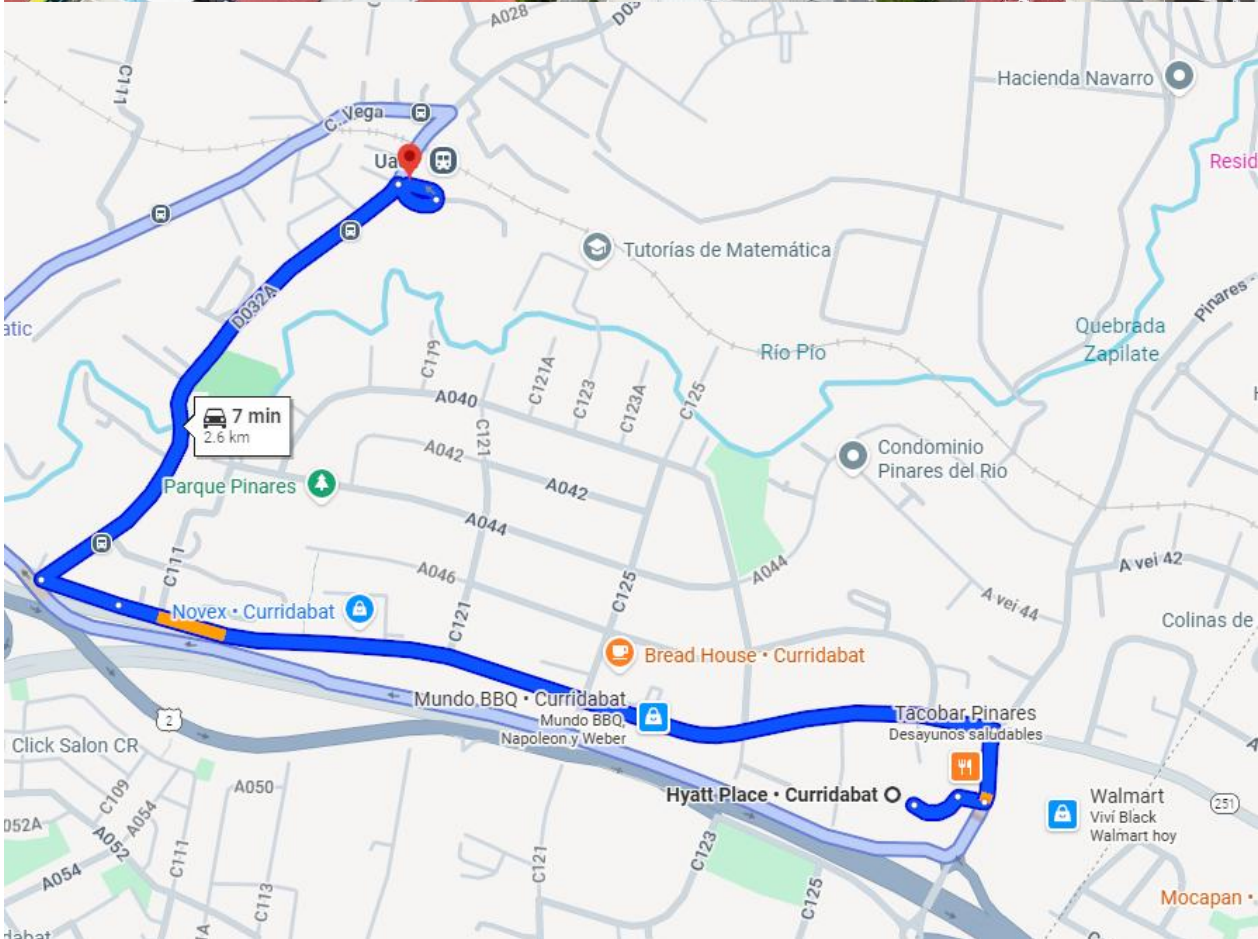 A028
C111
Hacienda Navarro
C. Vega
Ua
Resid
Tutorías de Matemática
D032A
Pinares -
atic
Quebrada
Zapilate
Río Pío
C119
C121A
C123
C123A
C125
7 min
2.6 km
A040
C121
A042
A042
Condominio
Pinares del Rio
Parque Pinares
A044
A044
C111
A046
C125
A vei 42
A vei 44
C121
Novex • Curridabat
Colinas de
Bread House • Curridabat
Mundo BBQ • Curridabat
Mundo BBQ,
Napoleon y Weber
Tacobar Pinares
Desayunos saludables
2
Click Salon CR
A050
C109
A054
Hyatt Place • Curridabat
Walmart
Viví Black
Walmart hoy
251
052A
A052
C111
A054
C113
C121
C123
C125
Mocapan •
dabat
1A